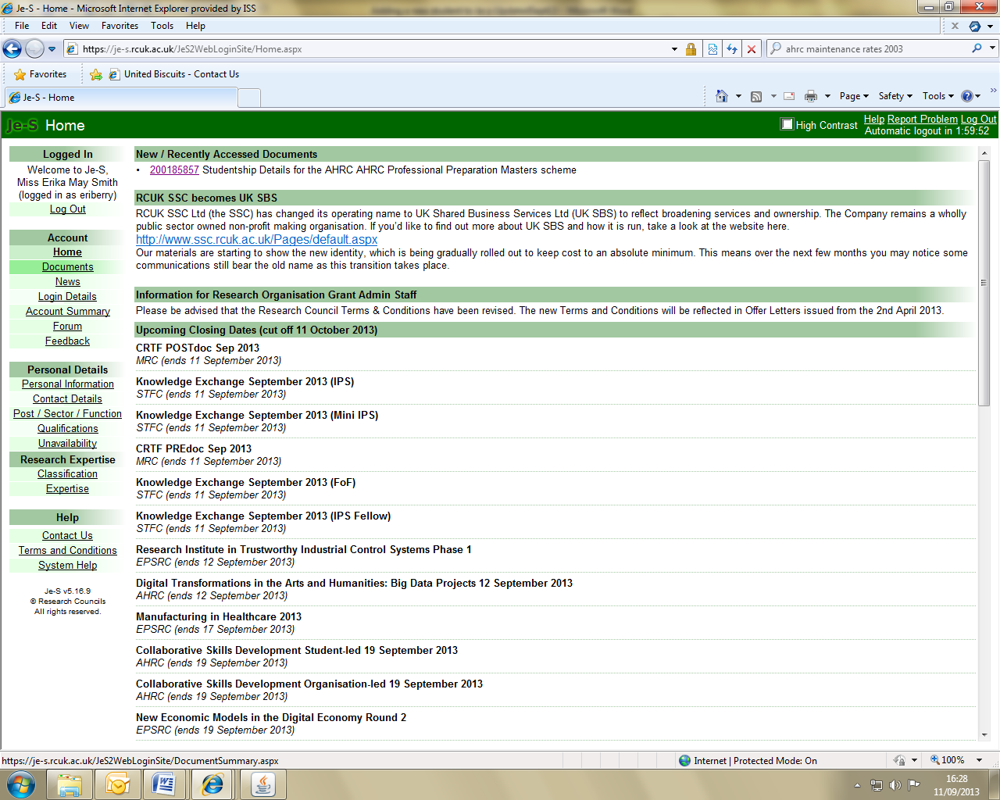 Je-S - Home - Microsoft Internet Explorer provided by ISS
File Edit View Favorites Tools Help
https://je-s.rcuk.ac.uk/JeS2WebLoginSite/Home.aspx
ahrc maintenance rates 2003
Favorites
United Biscuits - Contact Us
Je-S - Home
Page Safety Tools
Je-S Home
High Contrast
Help Report Problem Log Out
Automatic logout in 1:59:52
Logged In
Welcome to Je-S,
Miss Erika May Smith
(logged in as eriberry)
Log Out
Account
Home
Documents
News
Login Details
Account Summary
Forum
Feedback
Personal Details
Personal Information
Contact Details
Post / Sector / Function
Qualifications
Unavailability
Research Expertise
Classification
Expertise
Help
Contact Us
Terms and Conditions
System Help
Je-S v5.16.9
© Research Councils
All rights reserved.
New / Recently Accessed Documents
• 200185857 Studentship Details for the AHRC AHRC Professional Preparation Masters scheme
RCUK SSC becomes UK SBS
RCUK SSC Ltd (the SSC) has changed its operating name to UK Shared Business Services Ltd (UK SBS) to reflect broadening services and ownership. The Company remains a wholly
public sector owned non-profit making organisation. If you'd like to find out more about UK SBS and how it is run, take a look at the website here.
http://www.ssc.rcuk.ac.uk/Pages/default.aspx
Our materials are starting to show the new identity, which is being gradually rolled out to keep cost to an absolute minimum. This means over the next few months you may notice some
communications still bear the old name as this transition takes place.
Information for Research Organisation Grant Admin Staff
Please be advised that the Research Council Terms & Conditions have been revised. The new Terms and Conditions will be reflected in Offer Letters issued from the 2nd April 2013.
Upcoming Closing Dates (cut off 11 October 2013)
CRTF POSTdoc Sep 2013
MRC (ends 11 September 2013)
Knowledge Exchange September 2013 (IPS)
STFC (ends 11 September 2013)
Knowledge Exchange September 2013 (Mini IPS)
STFC (ends 11 September 2013)
CRTF PREdoc Sep 2013
MRC (ends 11 September 2013)
Knowledge Exchange September 2013 (FoF)
STFC (ends 11 September 2013)
Knowledge Exchange September 2013 (IPS Fellow)
STFC (ends 11 September 2013)
Research Institute in Trustworthy Industrial Control Systems Phase 1
EPSRC (ends 12 September 2013)
Digital Transformations in the Arts and Humanities: Big Data Projects 12 September 2013
AHRC (ends 12 September 2013)
Manufacturing in Healthcare 2013
EPSRC (ends 17 September 2013)
Collaborative Skills Development Student-led 19 September 2013
AHRC (ends 19 September 2013)
Collaborative Skills Development Organisation-led 19 September 2013
AHRC (ends 19 September 2013)
New Economic Models in the Digital Economy Round 2
EPSRC (ends 19 September 2013)
https://je-s.rcuk.ac.uk/JeS2WebLoginSite/DocumentSummary.aspx
Internet | Protected Mode: On
100%
16:28
11/09/2013